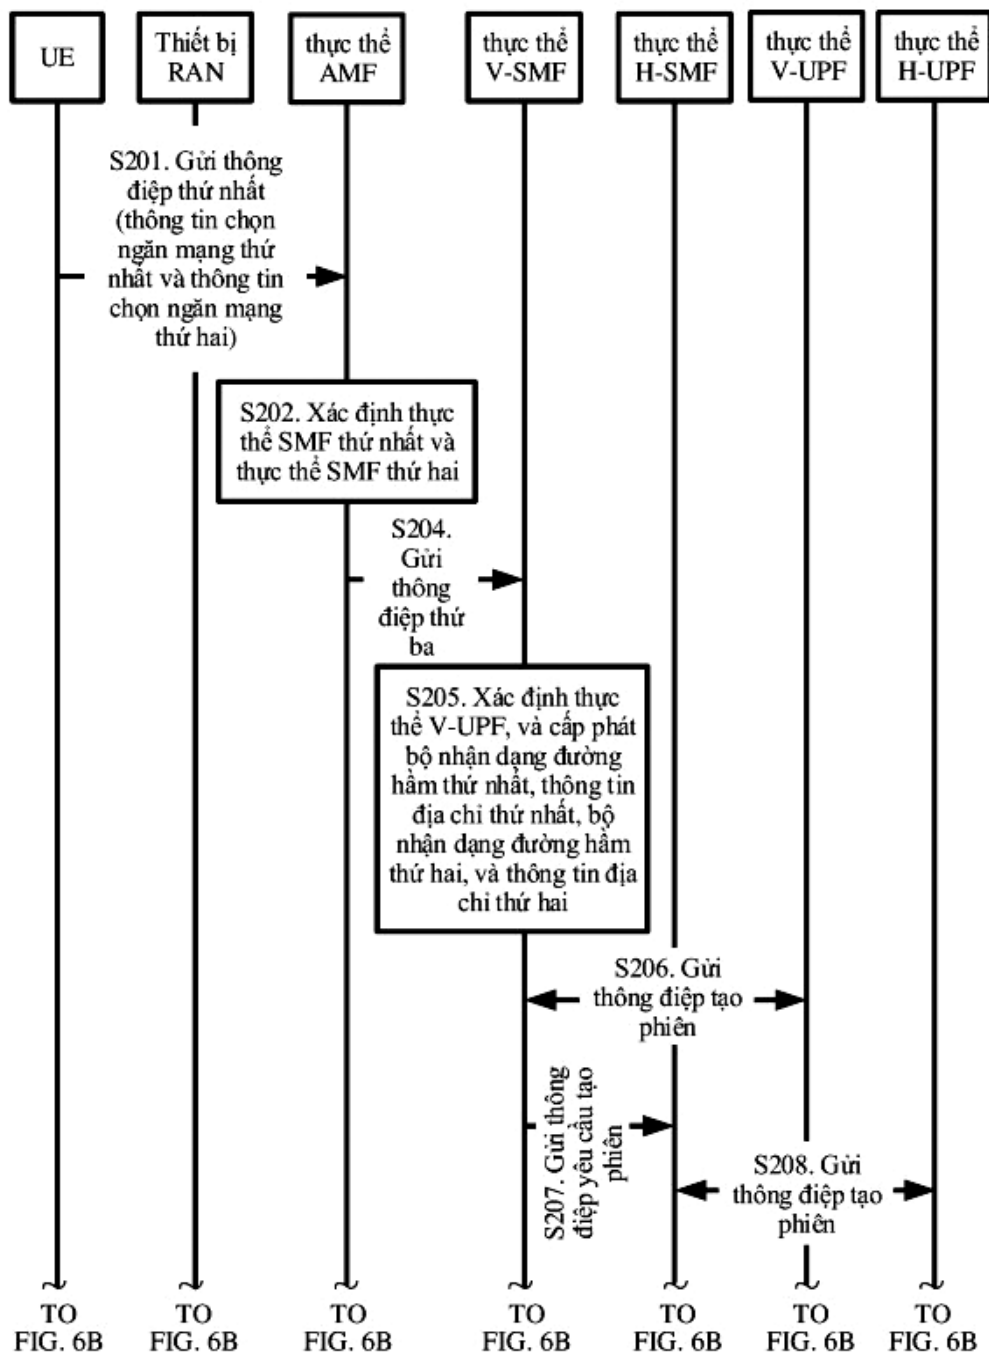 UE
Thiết bị
RAN
thực thể
AMF
thực thể
V-SMF
thực thể
H-SMF
thực thể
V-UPF
thực thể
H-UPF
S201. Gửi thông
điệp thứ nhất
(thông tin chọn
ngăn mạng thứ
nhất và thông tin
chọn ngăn mạng
thứ hai)
S202. Xác định thực
thể SMF thứ nhất và
thực thể SMF thứ hai
S204.
Gửi
thông
điệp thứ
ba
S205. Xác định thực
thể V-UPF, và cấp phát
bộ nhận dạng đường
hầm thứ nhất, thông tin
địa chỉ thứ nhất, bộ
nhận dạng đường hầm
thứ hai, và thông tin địa
chỉ thứ hai
S206. Gửi
thông điệp tạo
phiên
S207. Gửi thông
điệp yêu cầu tạo
phiên
S208. Gửi
thông điệp tạo
phiên
TO
FIG. 6B
TO
FIG. 6B
TO
FIG. 6B
TO
FIG. 6B
TO
FIG. 6B
TO
FIG. 6B
TO
FIG. 6B